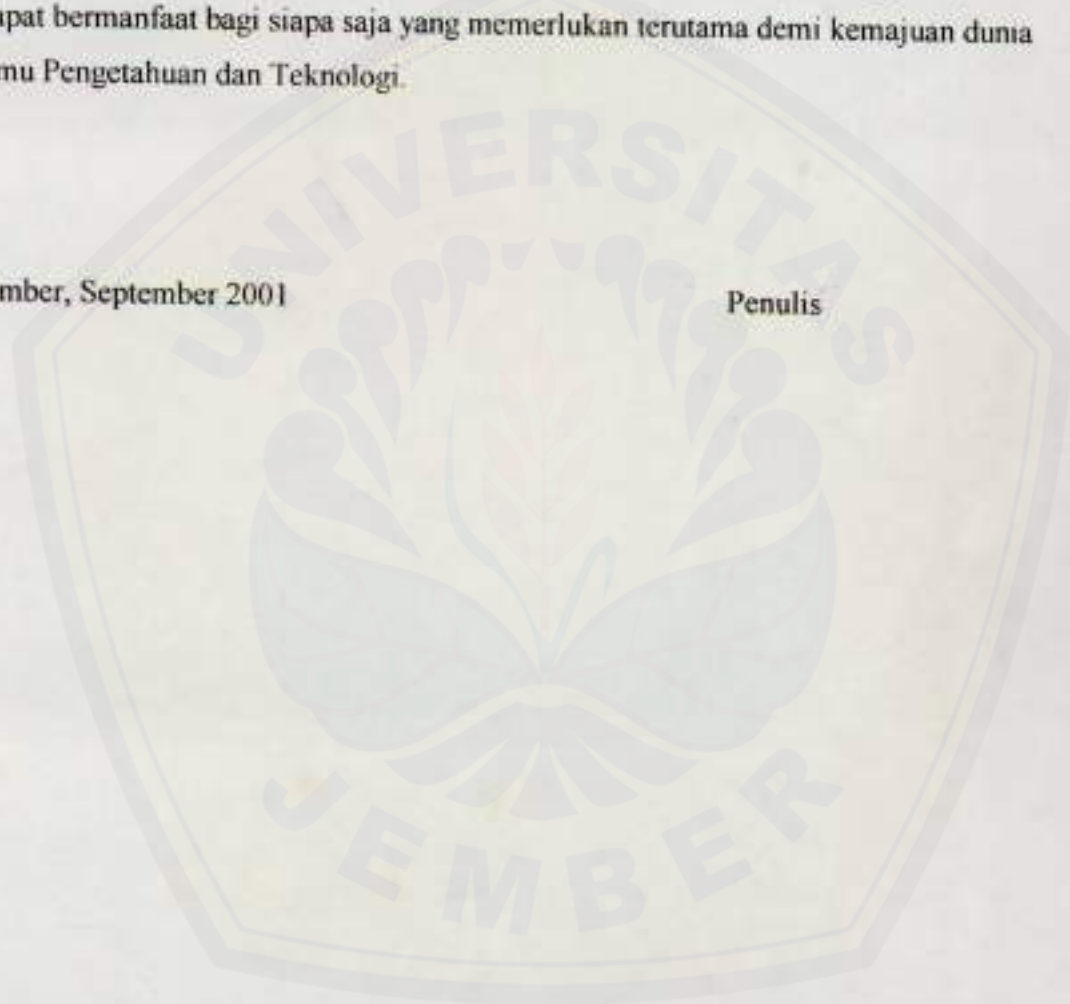 pat bermanfaat bagi siapa saja yang memerlukan terutama demi kemajuan dunia
mu Pengetahuan dan Teknologi.
mber, September 2001
Penulis
UNIVERSITAS
JEMBER